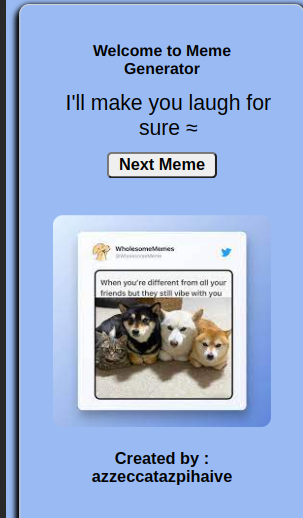 Welcome to Meme
Generator
I'll make you laugh for
sure ≈
Next Meme
WholesomeMemes
@WholesomeMeme
When you're different from all your
friends but they still vibe with you
Created by :
azzeccatazpihaive